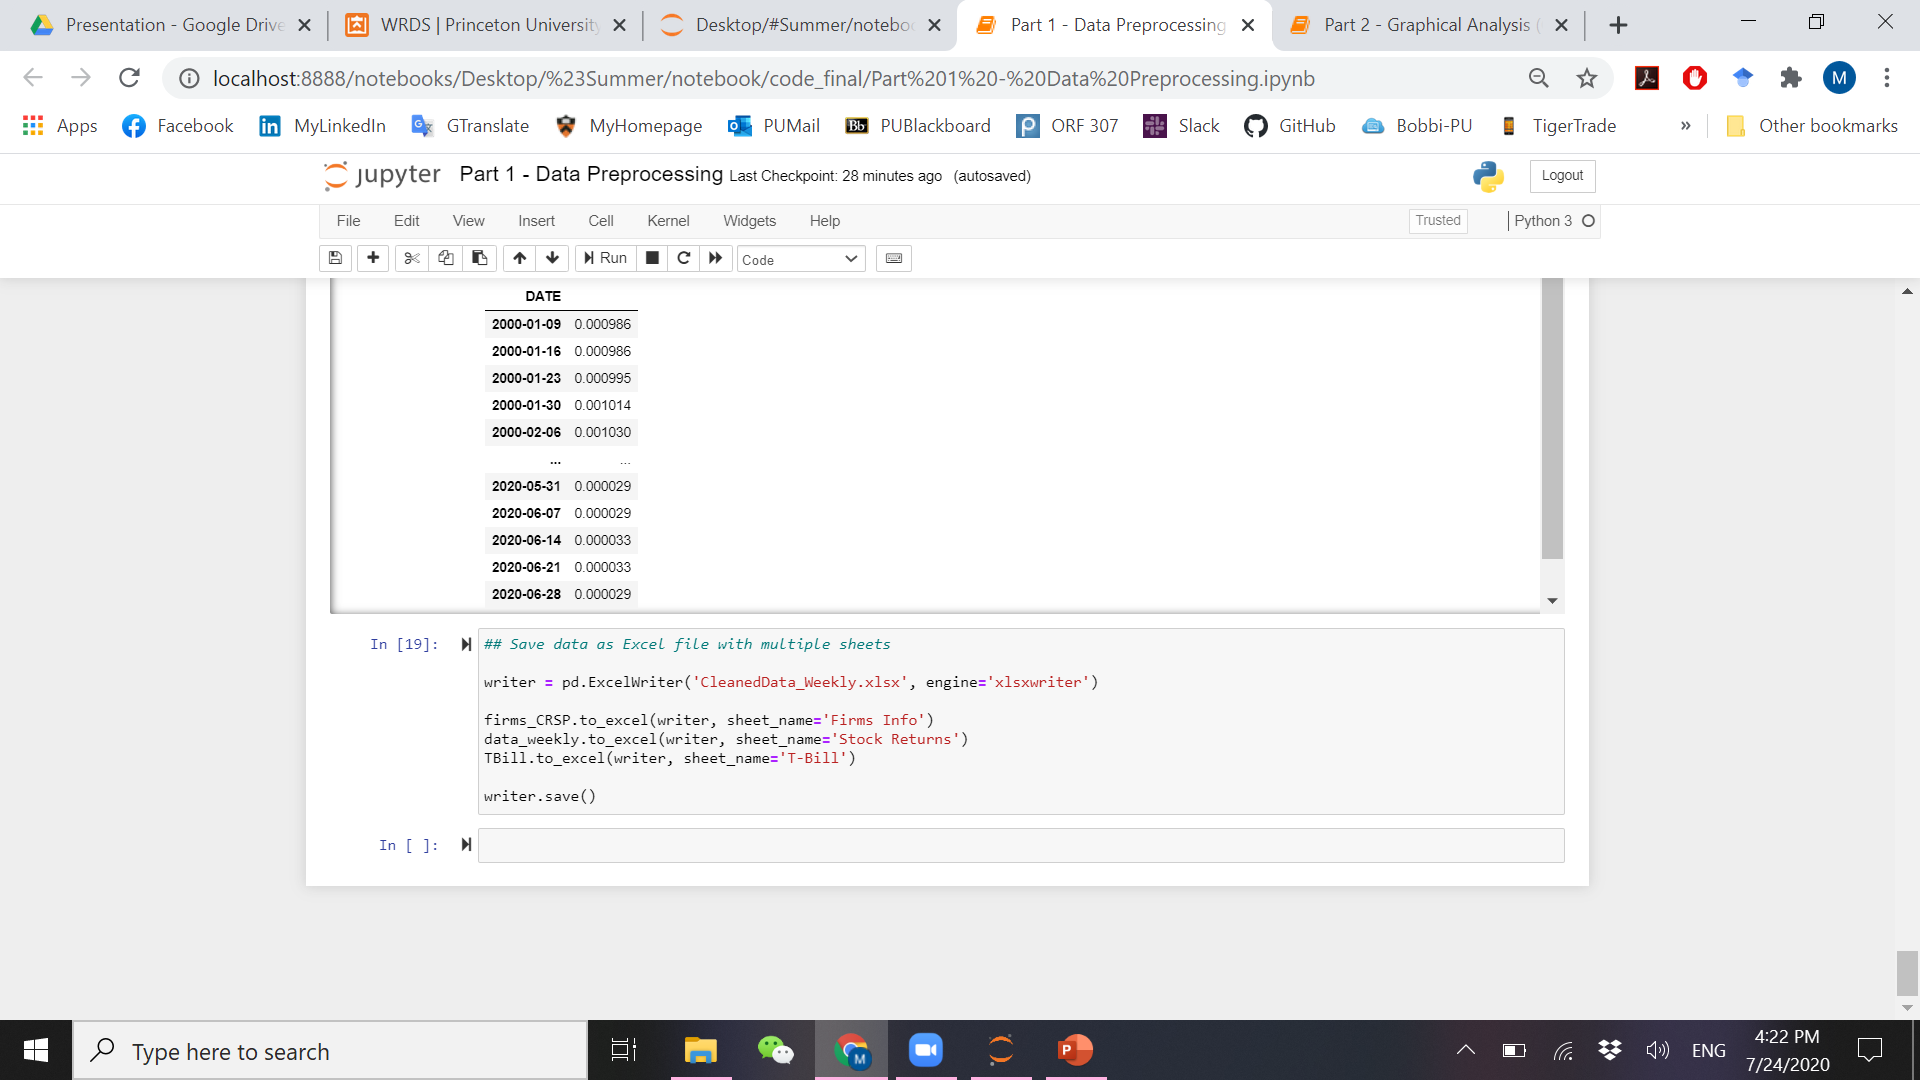 Presentation - Google Drive
WRDS | Princeton University
Desktop/#Summer/notebo
Part 1 - Data Preprocessing
Part 2 - Graphical Analysis (
localhost:8888/notebooks/Desktop/%23Summer/notebook/code_final/Part%201%20-%20Data%20Preprocessing.ipynb
M
Apps
Facebook
MyLinkedIn
GTranslate
MyHomepage
PUMail
Bb
PUBlackboard
ORF 307
Slack
GitHub
Bobbi-PU
TigerTrade
»
Other bookmarks
jupyter Part 1 - Data Preprocessing Last Checkpoint: 28 minutes ago (autosaved)
Logout
File Edit View Insert Cell Kernel Widgets Help
Trusted
Python 3
Run
Code
DATE
2000-01-09 0.000986
2000-01-16 0.000986
2000-01-23 0.000995
2000-01-30 0.001014
2000-02-06 0.001030
... ...
2020-05-31 0.000029
2020-06-07 0.000029
2020-06-14 0.000033
2020-06-21 0.000033
2020-06-28 0.000029
In [19]:
## Save data as Excel file with multiple sheets
writer = pd.ExcelWriter('CleanedData_Weekly.xlsx', engine='xlsxwriter')
firms_CRSP.to_excel(writer, sheet_name='Firms Info')
data_weekly.to_excel(writer, sheet_name='Stock Returns')
TBill.to_excel(writer, sheet_name='T-Bill')
writer.save()
In [ ]:
Type here to search
M
P
ENG
4:22 PM
7/24/2020